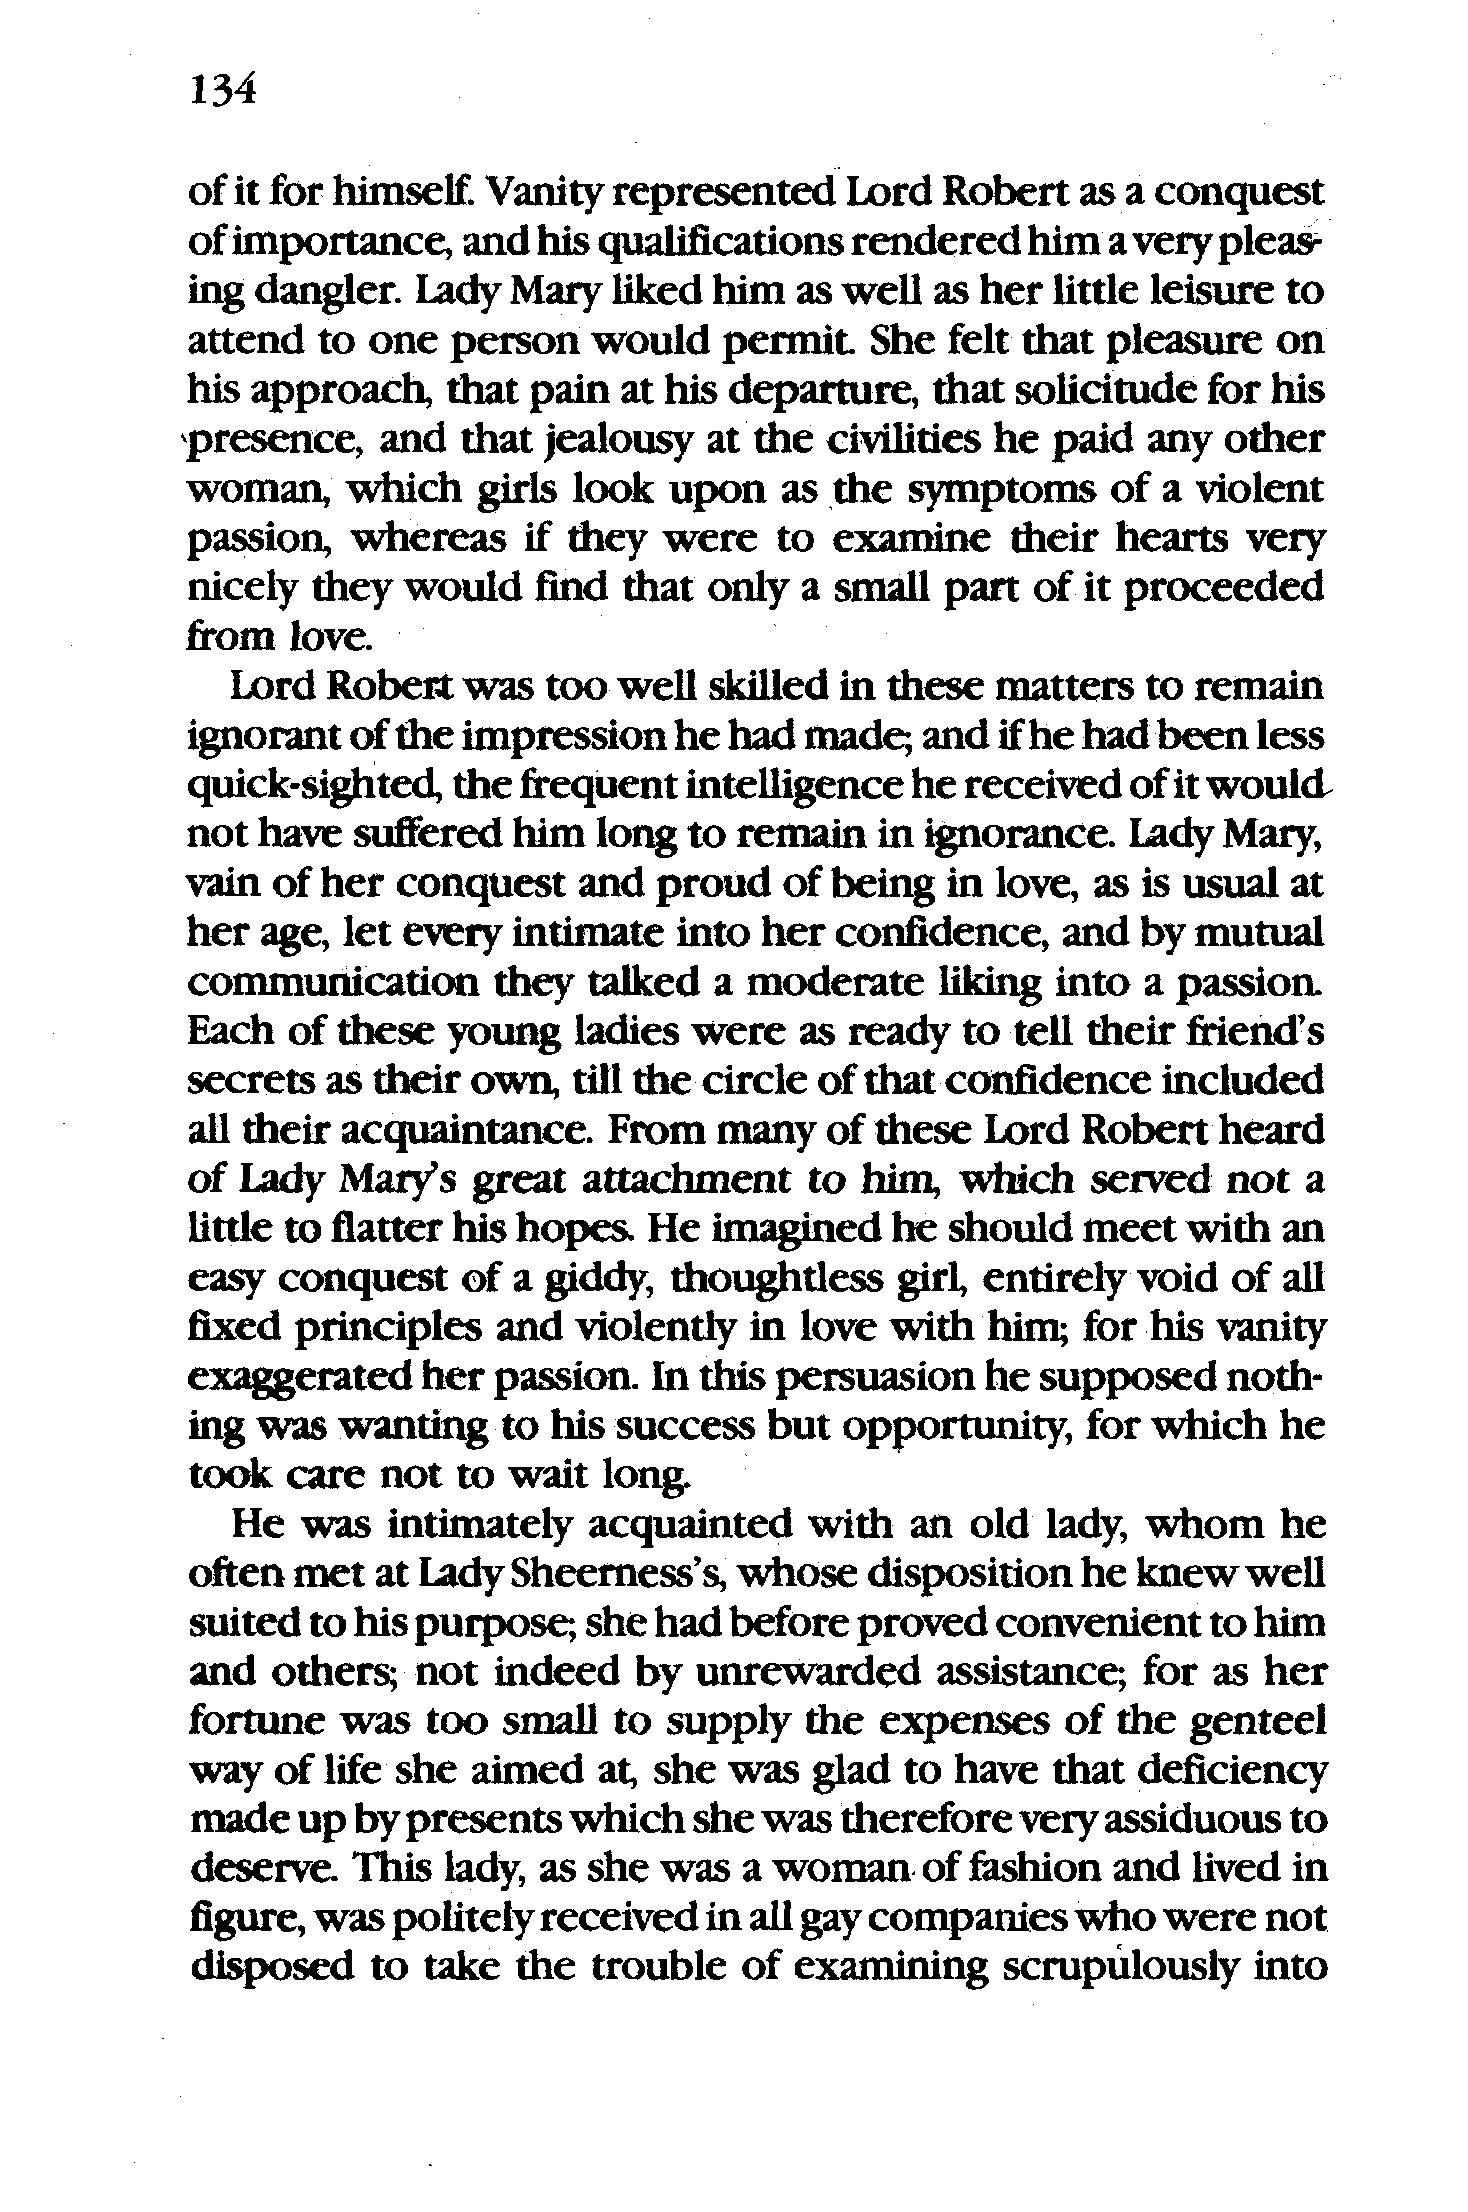 134
of it for himself. Vanity represented Lord Robert as a conquest
of importance, and his qualifications rendered him a very pleas-
ing dangler. Lady Mary liked him as well as her little leisure to
attend to one person would permit. She felt that pleasure on
his approach, that pain at his departure, that solicitude for his
presence, and that jealousy at the civilities he paid any other
woman, which girls look upon as the symptoms of a violent
passion, whereas if they were to examine their hearts very
nicely they would find that only a small part of it proceeded
from love.
Lord Robert was too well skilled in these matters to remain
ignorant of the impression he had made; and if he had been less
quick-sighted, the frequent intelligence he received of it would
not have suffered him long to remain in ignorance. Lady Mary,
vain of her conquest and proud of being in love, as is usual at
her age, let every intimate into her confidence, and by mutual
communication they talked a moderate liking into a passion.
Each of these young ladies were as ready to tell their friend's
secrets as their own, till the circle of that confidence included
all their acquaintance. From many of these Lord Robert heard
of Lady Mary's great attachment to him, which served not a
little to flatter his hopes. He imagined he should meet with an
easy conquest of a giddy, thoughtless girl, entirely void of all
fixed principles and violently in love with him; for his vanity
exaggerated her passion. In this persuasion he supposed noth-
ing was wanting to his success but opportunity, for which he
took care not to wait long.
He was intimately acquainted with an old lady, whom he
often met at Lady Sheerness's, whose disposition he knew well
suited to his purpose; she had before proved convenient to him
and others; not indeed by unrewarded assistance; for as her
fortune was too small to supply the expenses of the genteel
way of life she aimed at, she was glad to have that deficiency
made up by presents which she was therefore very assiduous to
deserve. This lady, as she was a woman of fashion and lived in
figure, was politely received in all gay companies who were not
disposed to take the trouble of examining scrupulously into